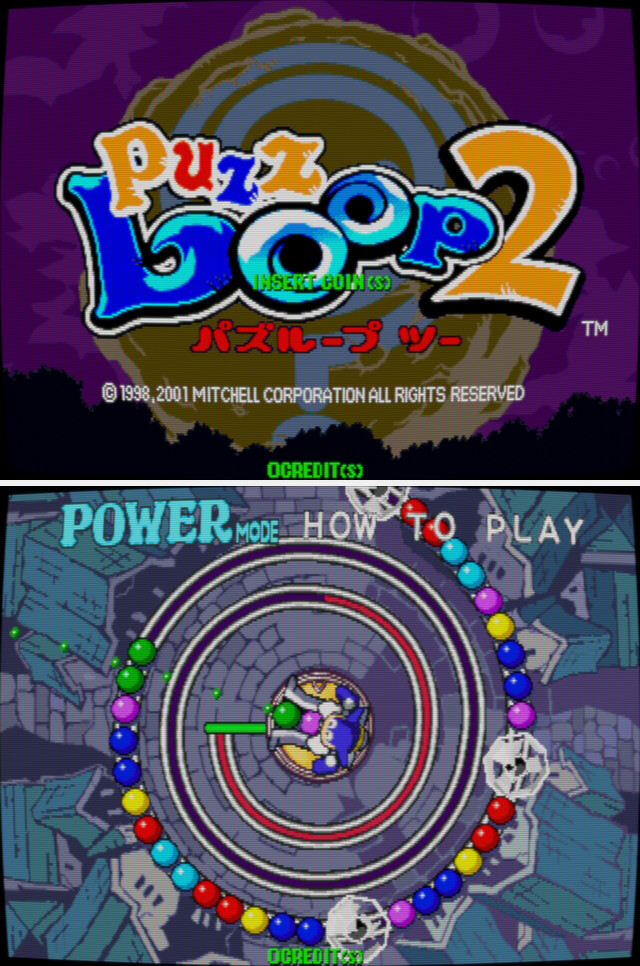 Puzz
Loop 2
INSERT COIN(S)
パズループ ツー
TM
© 1998,2001 MITCHELL CORPORATION ALL RIGHTS RESERVED
0CREDIT(S)
POWER MODE HOW TO PLAY
0CREDIT(S)